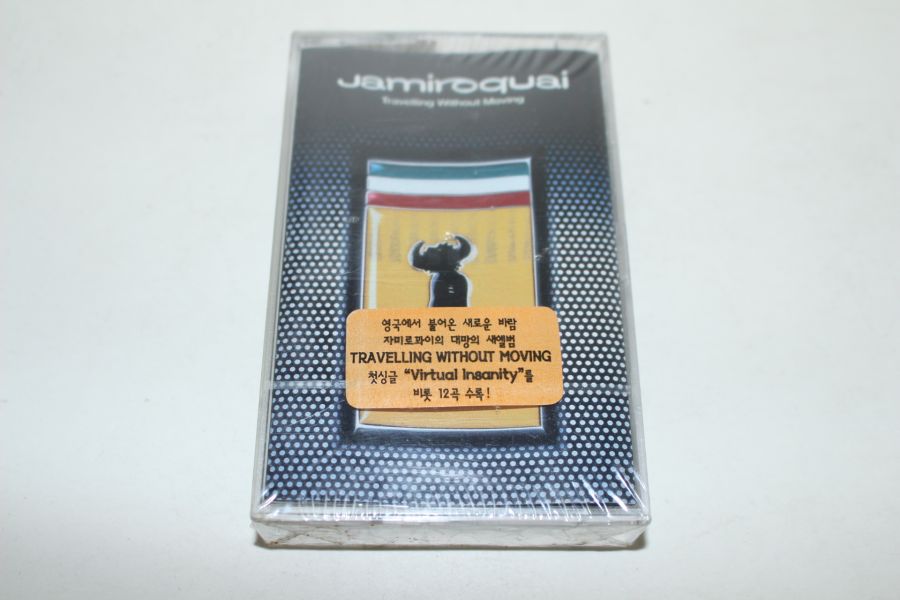 Jamiroquai
Travelling Without Moving
영국에서 불어온 새로운 바람
자미로꽈이의 대망의 새앨범
TRAVELLING WITHOUT MOVING
첫싱글 “Virtual Insanity”를
비롯 12곡 수록!